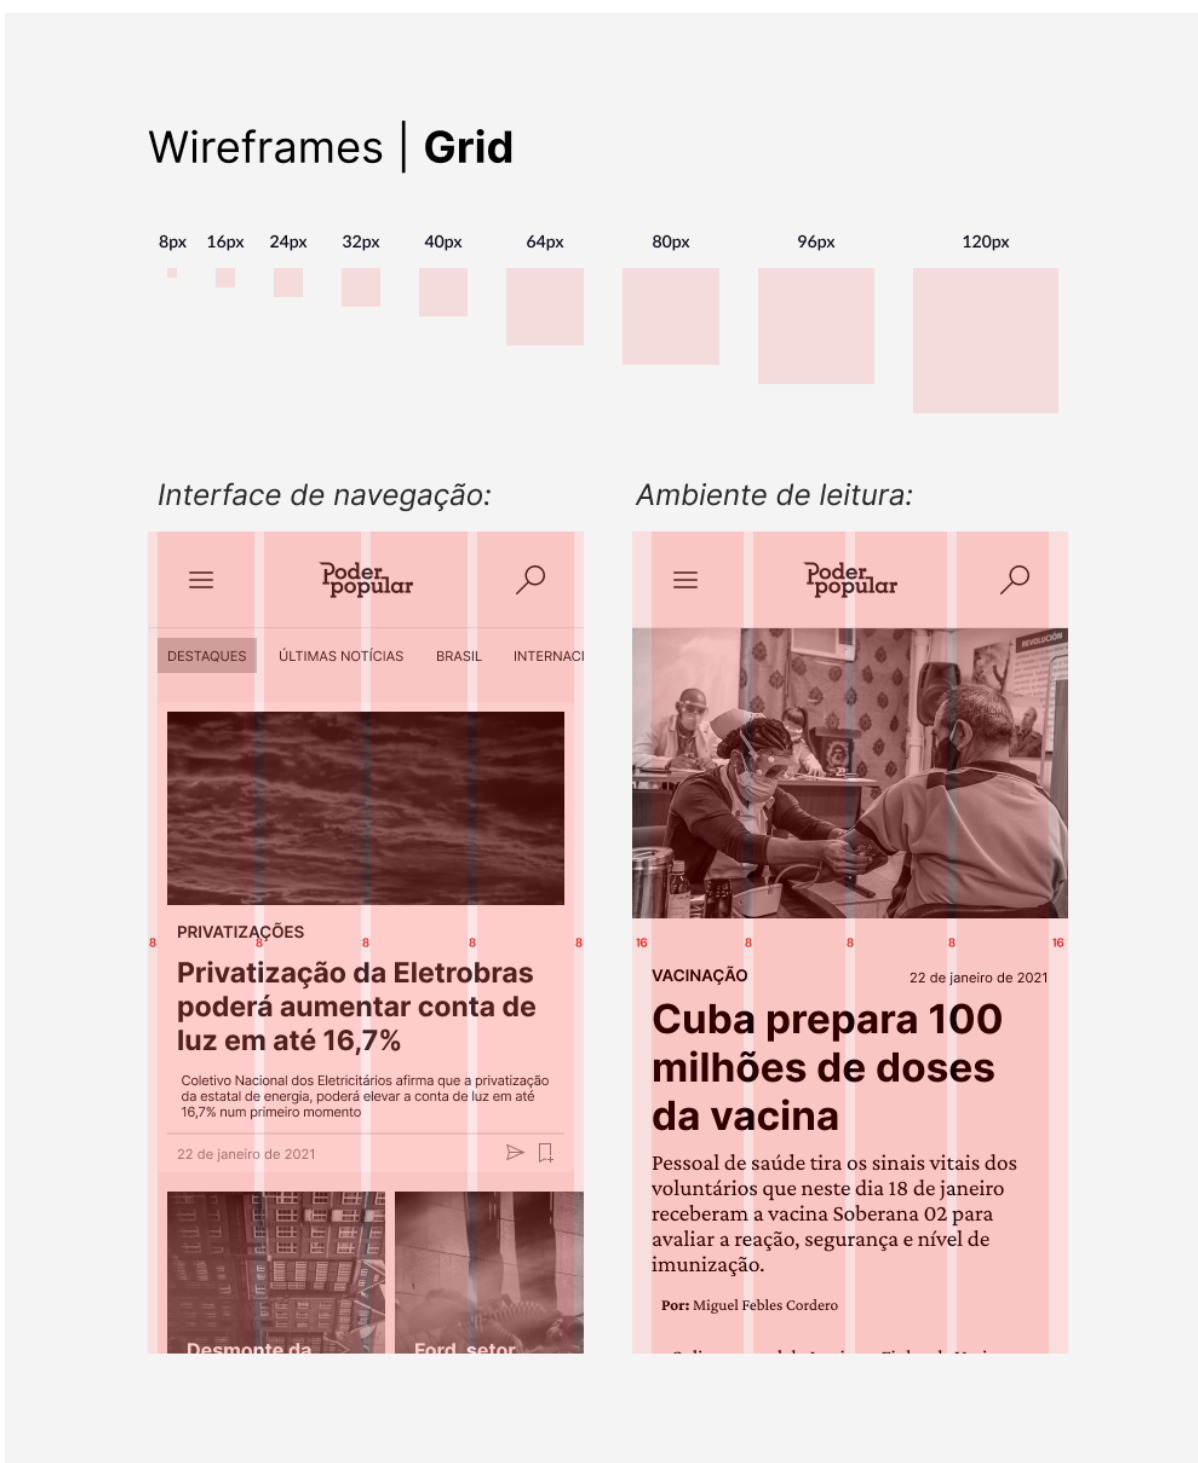 Wireframes | Grid
8px 16px 24px 32px 40px 64px 80px 96px 120px
Interface de navegação:
Poder
popular
DESTAQUES ÚLTIMAS NOTÍCIAS BRASIL INTERNACI
PRIVATIZAÇÕES
8 8 8 8 8
Privatização da Eletrobras
poderá aumentar conta de
luz em até 16,7%
Coletivo Nacional dos Eletricitários afirma que a privatização
da estatal de energia, poderá elevar a conta de luz em até
16,7% num primeiro momento
22 de janeiro de 2021
Desmonte da
Ford, setor
Ambiente de leitura:
Poder
popular
REVOLUCIÓN
16 8 8 8 16
VACINAÇÃO 22 de janeiro de 2021
Cuba prepara 100
milhões de doses
da vacina
Pessoal de saúde tira os sinais vitais dos
voluntários que neste dia 18 de janeiro
receberam a vacina Soberana 02 para
avaliar a reação, segurança e nível de
imunização.
Por: Miguel Febles Cordero